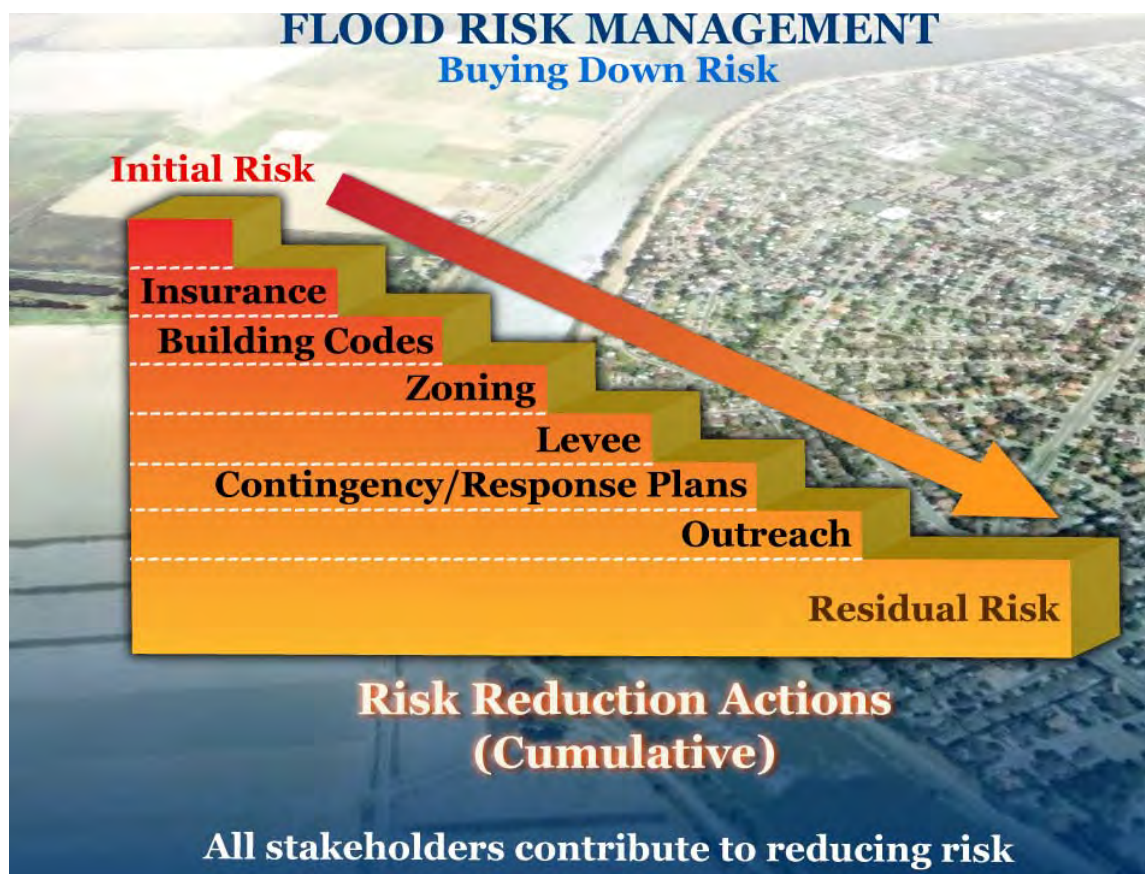 FLOOD RISK MANAGEMENT
Buying Down Risk
Initial Risk
Insurance
Building Codes
Zoning
Levee
Contingency/Response Plans
Outreach
Residual Risk
Risk Reduction Actions
(Cumulative)
All stakeholders contribute to reducing risk